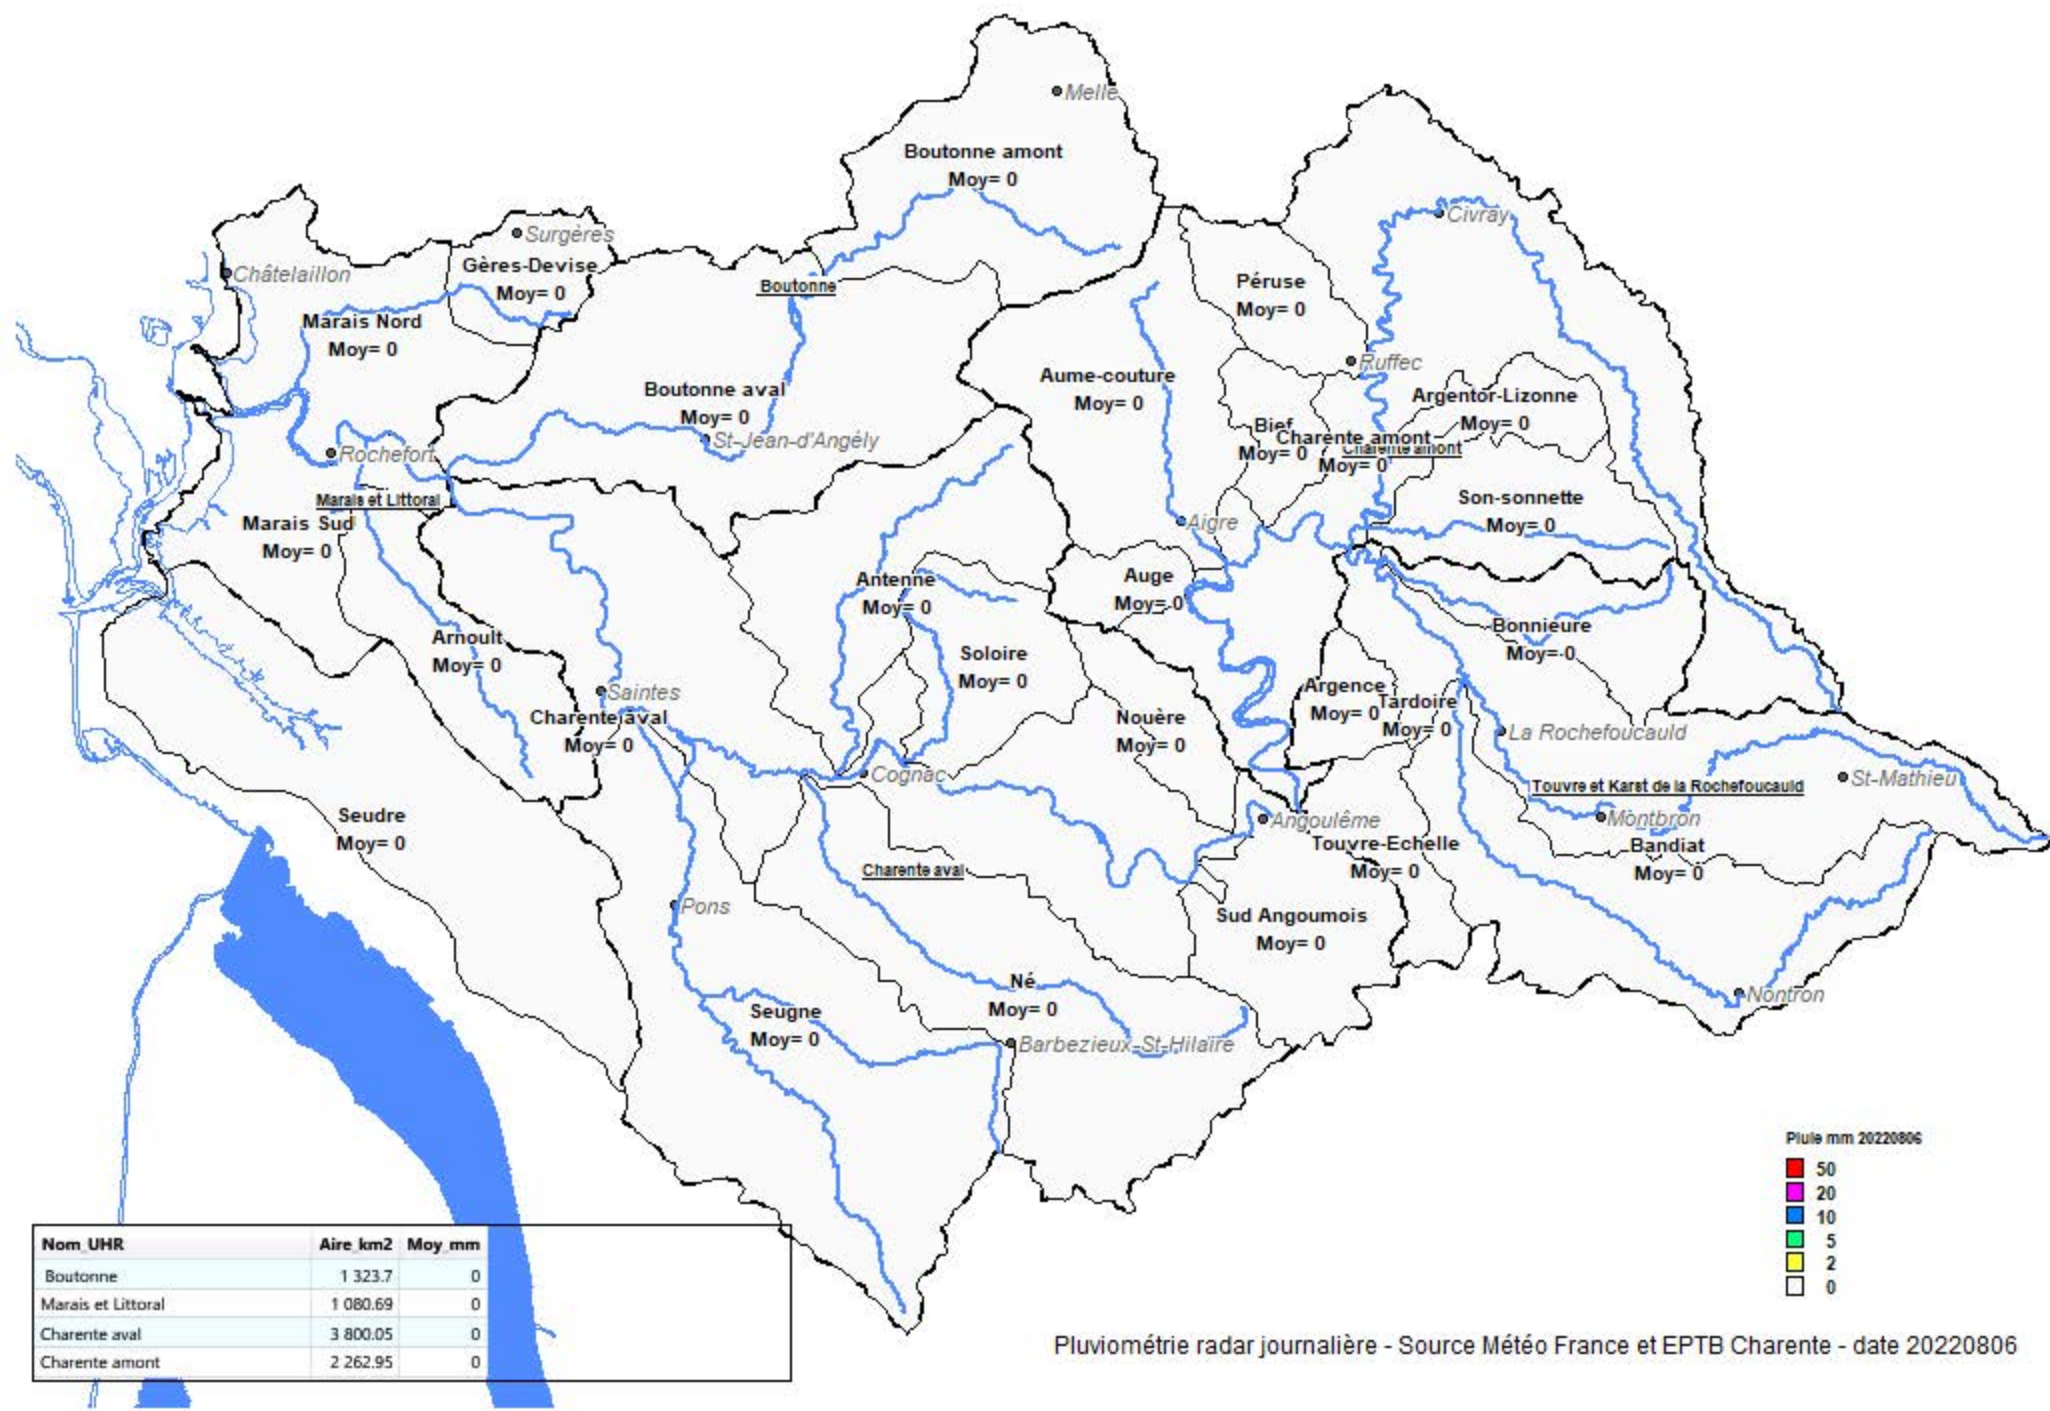 Melle
Boutonne amont
Moy= 0
Civray
Surgères
Châtelaillon
Gères-Devise
Moy= 0
Boutonne
Péruse
Moy= 0
Marais Nord
Moy= 0
Ruffec
Aume-couture
Moy= 0
Boutonne aval
Moy= 0
Argentor-Lizonne
Moy= 0
St-Jean-d'Angély
Bief
Moy= 0
Charente amont
Moy= 0
Charente amont
Rochefort
Marais et Littoral
Son-sonnette
Moy= 0
Marais Sud
Moy= 0
Aigre
Antenne
Moy= 0
Auge
Moy= 0
Bonnieure
Moy= 0
Arnoult
Moy= 0
Soloire
Moy= 0
Saintes
Argence
Moy= 0
Tardoire
Moy= 0
Charente aval
Moy= 0
Nouère
Moy= 0
La Rochefoucauld
Cognac
Touvre et Karst de la Rochefoucauld
St-Mathieu
Seudre
Moy= 0
Angoulême
Montbron
Touvre-Echelle
Moy= 0
Bandiat
Moy= 0
Charente aval
Pons
Sud Angoumois
Moy= 0
Né
Moy= 0
Nontron
Seugne
Moy= 0
Barbezieux-St-Hilaire
Pluie mm 20220806
50
20
10
5
2
0
Nom_UHR Aire_km2 Moy_mm
Boutonne 1 323.7 0
Marais et Littoral 1 080.69 0
Charente aval 3 800.05 0
Charente amont 2 262.95 0
Pluviométrie radar journalière - Source Météo France et EPTB Charente - date 20220806